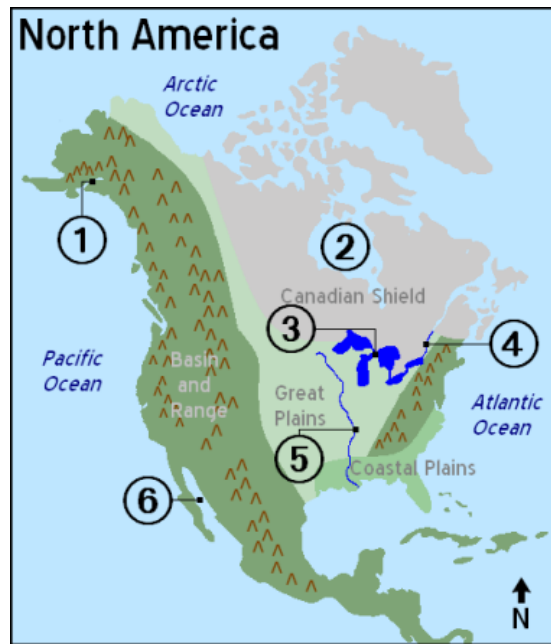 North America
Arctic
Ocean
1
2
Canadian Shield
3
4
Pacific
Ocean
Basin
and
Range
Great
Plains
Atlantic
Ocean
5
Coastal Plains
6
N